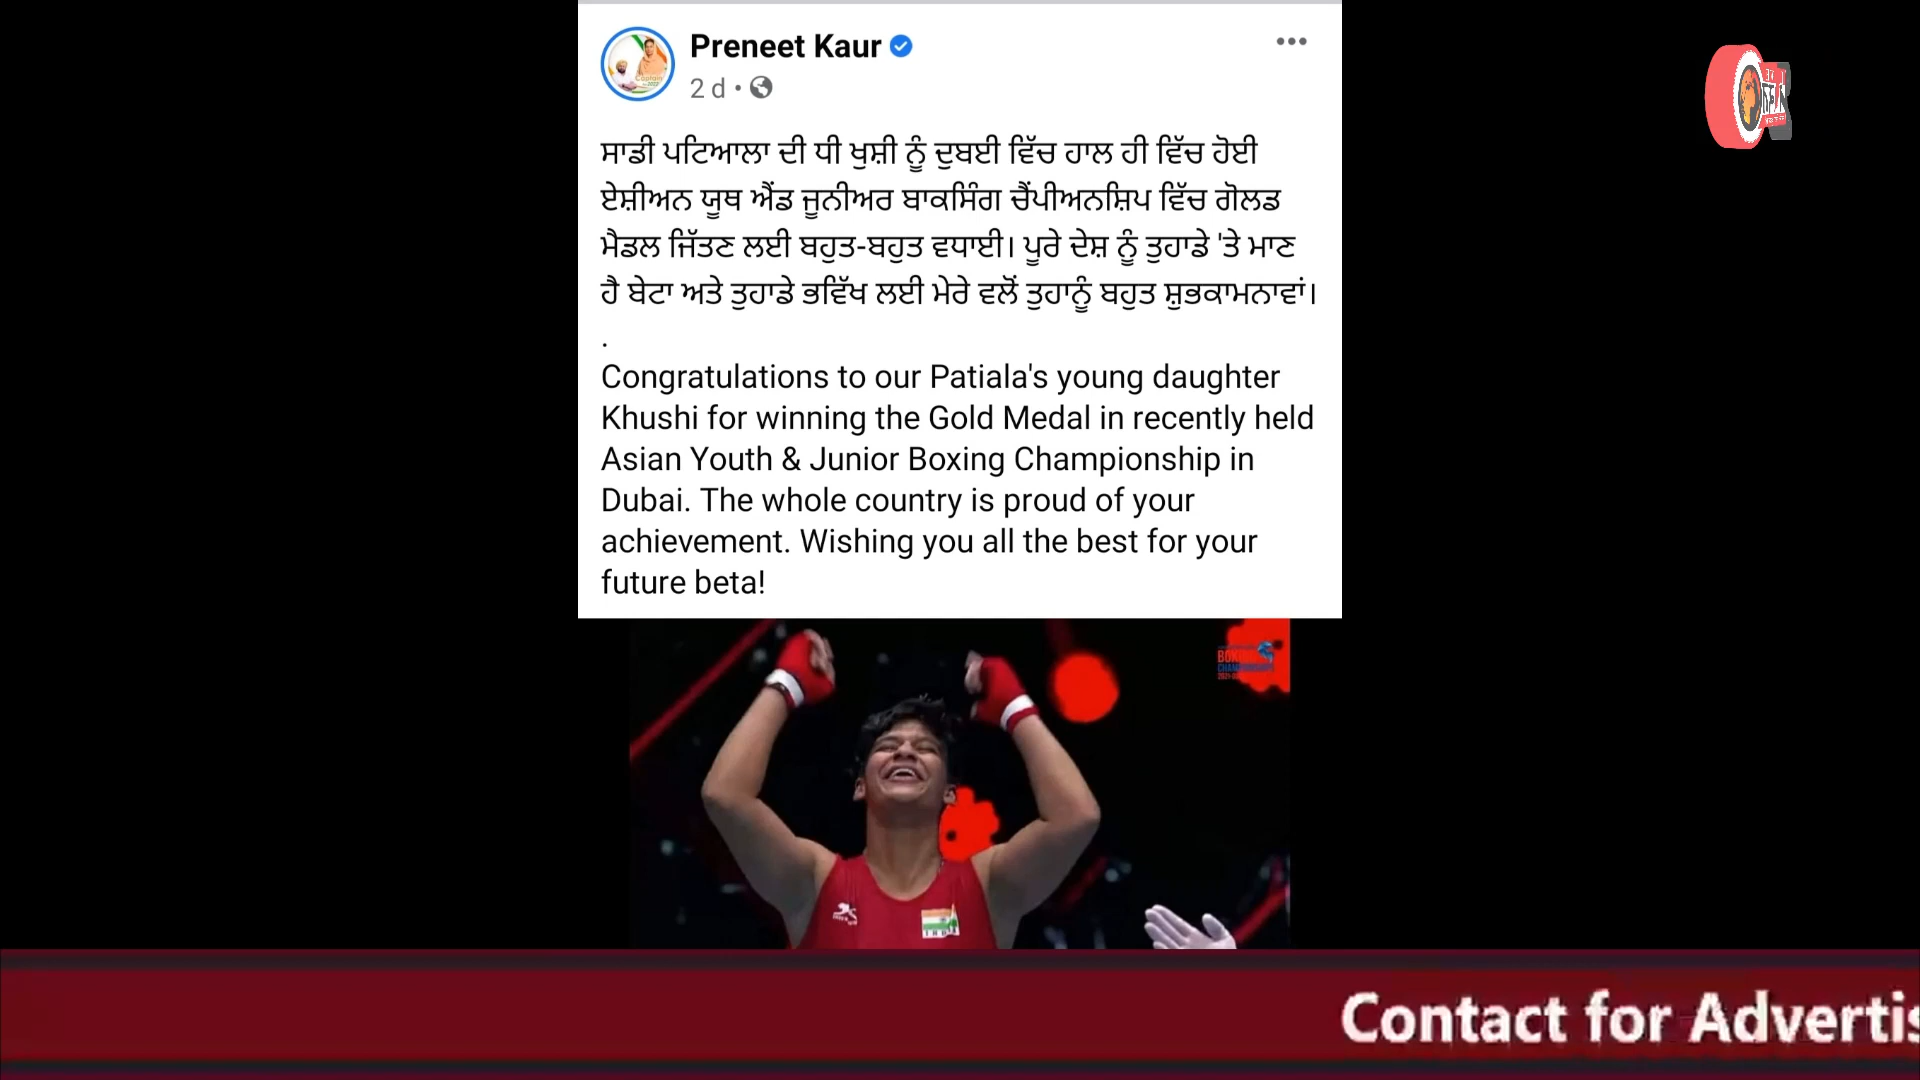 Preneet Kaur
2 d
ਸਾਡੀ ਪਟਿਆਲਾ ਦੀ ਧੀ ਖੁਸ਼ੀ ਨੂੰ ਦੁਬਈ ਵਿੱਚ ਹਾਲ ਹੀ ਵਿੱਚ ਹੋਈ
ਏਸ਼ੀਅਨ ਯੂਥ ਐਂਡ ਜੂਨੀਅਰ ਬਾਕਸਿੰਗ ਚੈਂਪੀਅਨਸ਼ਿਪ ਵਿੱਚ ਗੋਲਡ
ਮੈਡਲ ਜਿੱਤਣ ਲਈ ਬਹੁਤ-ਬਹੁਤ ਵਧਾਈ। ਪੂਰੇ ਦੇਸ਼ ਨੂੰ ਤੁਹਾਡੇ 'ਤੇ ਮਾਣ
ਹੈ ਬੇਟਾ ਅਤੇ ਤੁਹਾਡੇ ਭਵਿੱਖ ਲਈ ਮੇਰੇ ਵਲੋਂ ਤੁਹਾਨੂੰ ਬਹੁਤ ਸ਼ੁਭਕਾਮਨਾਵਾਂ।
.
Congratulations to our Patiala's young daughter
Khushi for winning the Gold Medal in recently held
Asian Youth & Junior Boxing Championship in
Dubai. The whole country is proud of your
achievement. Wishing you all the best for your
future beta!
INDIA
Contact for Advertis